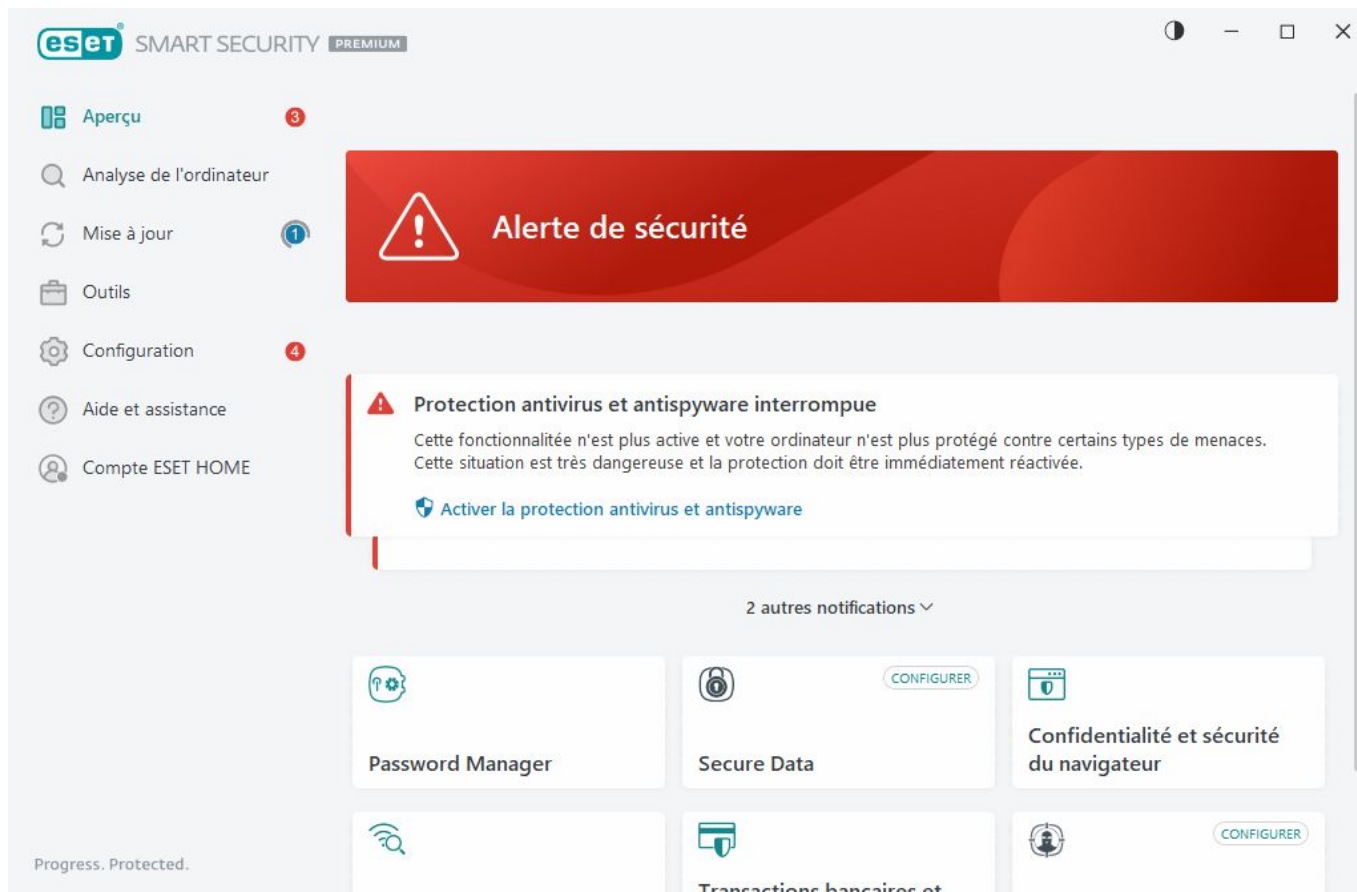 eset® SMART SECURITY PREMIUM
Aperçu 3
Analyse de l'ordinateur
Mise à jour 1
Outils
Configuration 4
Aide et assistance
Compte ESET HOME
Progress. Protected.
Alerte de sécurité
Protection antivirus et antispyware interrompue
Cette fonctionnalitée n'est plus active et votre ordinateur n'est plus protégé contre certains types de menaces.
Cette situation est très dangereuse et la protection doit être immédiatement réactivée.
Activer la protection antivirus et antispyware
2 autres notifications
Password Manager
CONFIGURER
Secure Data
Confidentialité et sécurité
du navigateur
Transactions bancaires et
CONFIGURER